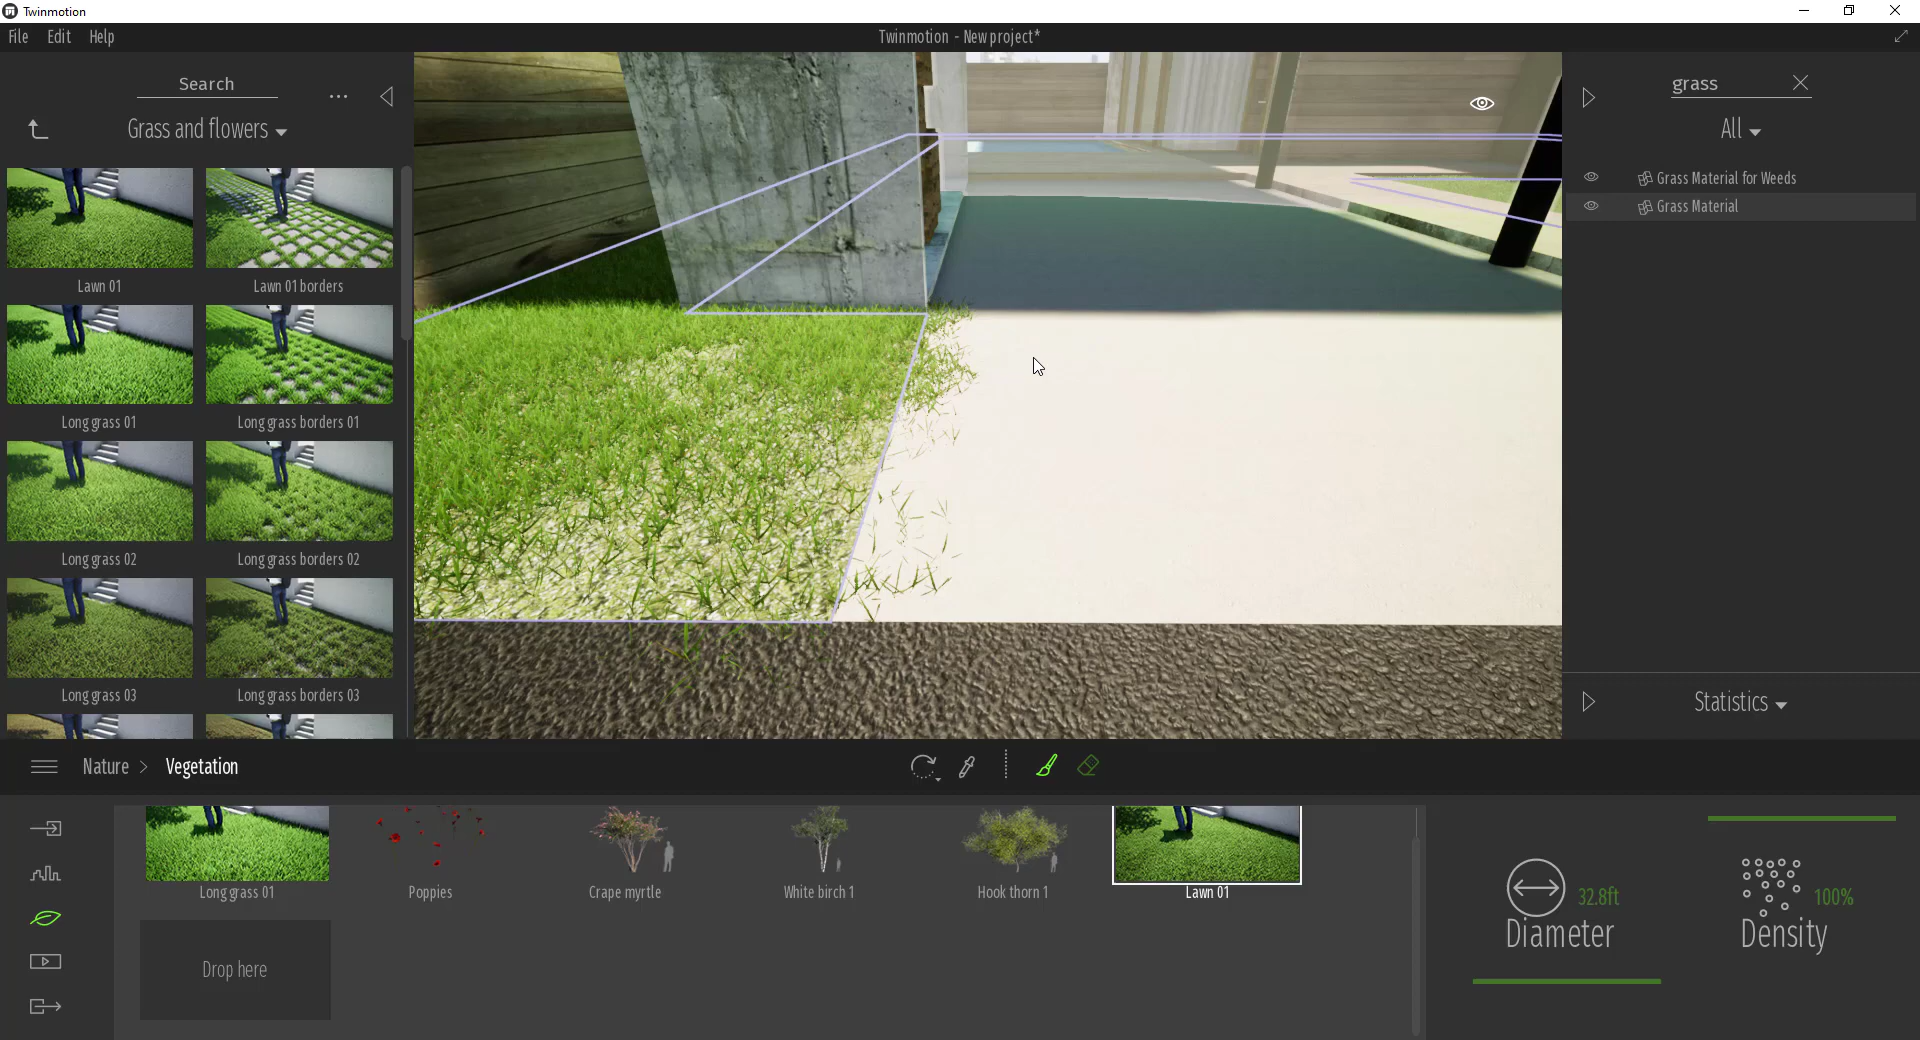 Twinmotion
File Edit Help
Twinmotion - New project*
Search
Grass and flowers
Lawn 01
Lawn 01 borders
Long grass 01
Long grass borders 01
Long grass 02
Long grass borders 02
Long grass 03
Long grass borders 03
grass
All
Grass Material for Weeds
Grass Material
Statistics
Nature > Vegetation
Long grass 01
Poppies
Crape myrtle
White birch 1
Hook thorn 1
Lawn 01
Drop here
32.8ft
Diameter
100%
Density